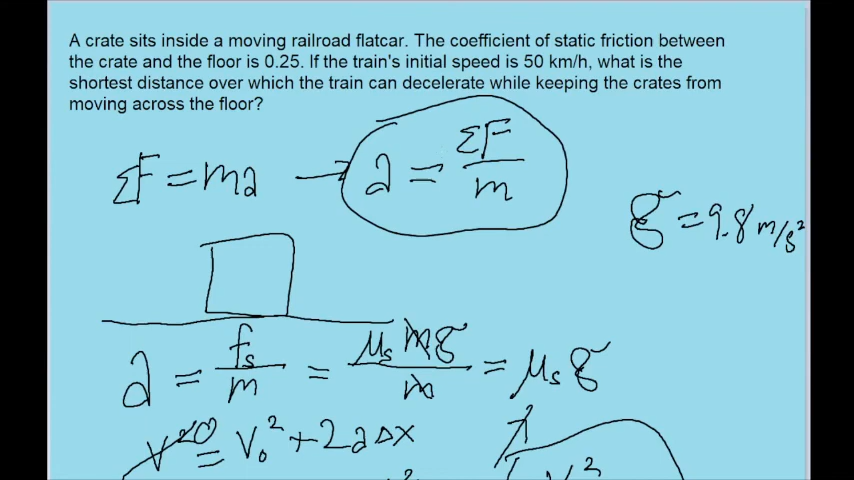 A crate sits inside a moving railroad flatcar. The coefficient of static friction between
the crate and the floor is 0.25. If the train's initial speed is 50 km/h, what is the
shortest distance over which the train can decelerate while keeping the crates from
moving across the floor?
ΣF = ma → a = ΣF/m
g = 9.8 m/s²
a = fs/m = μs mg/m = μs g
V² 0 = V₀² + 2aΔx
V²